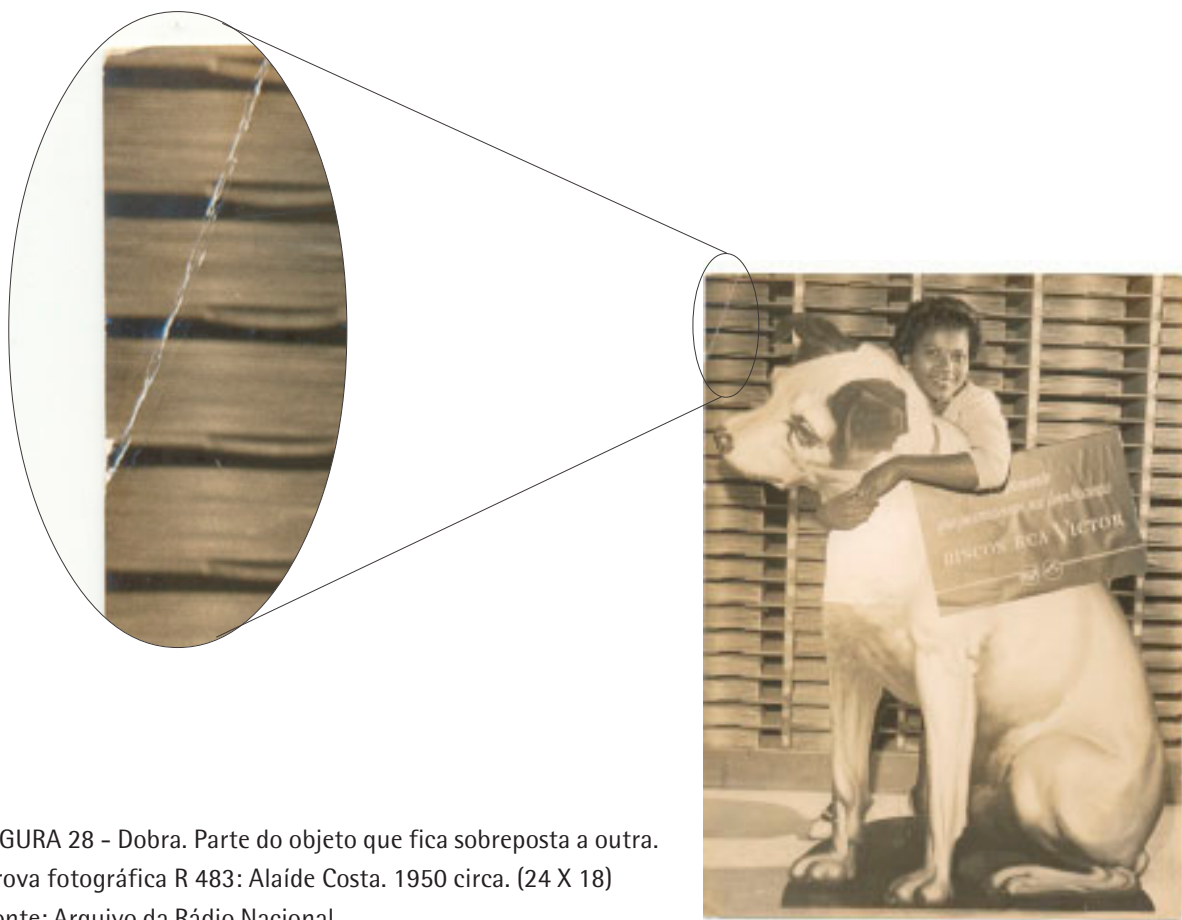 RINCON RCA VICTOR
GURA 28 - Dobra. Parte do objeto que fica sobreposta a outra.
rova fotográfica R 483: Alaíde Costa. 1950 circa. (24 X 18)
onte: Arquivo da Rádio Nacional